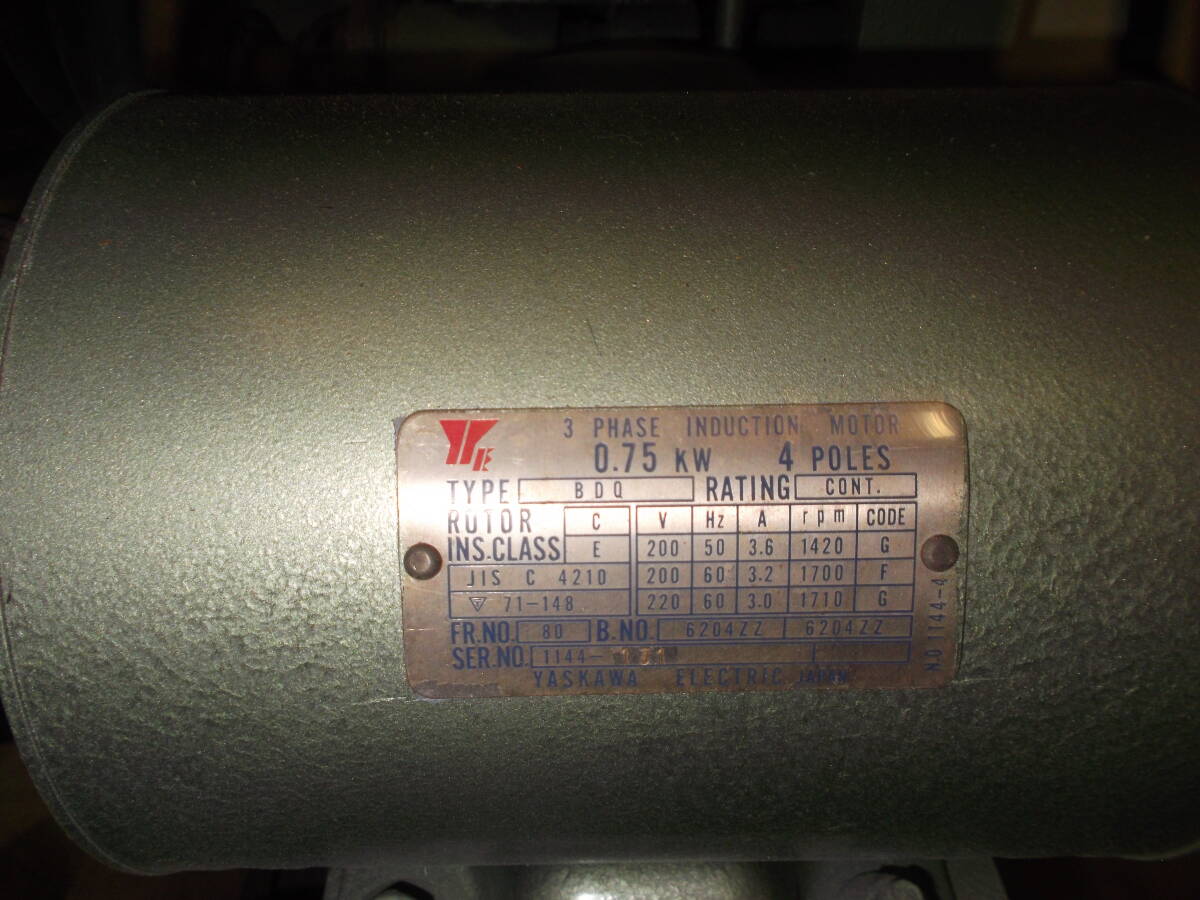 3 PHASE INDUCTION MOTOR
0.75 KW 4 POLES
TYPE BDQ RATING CONT.
ROTOR C V Hz A rpm CODE
INS.CLASS E 200 50 3.6 1420 G
JIS C 4210 200 60 3.2 1700 F
71-148 220 60 3.0 1710 G
FR.NO. 80 B.NO. 6204ZZ 6204ZZ
SER.NO. 1144-
YASKAWA ELECTRIC JAPAN
N.01144-4